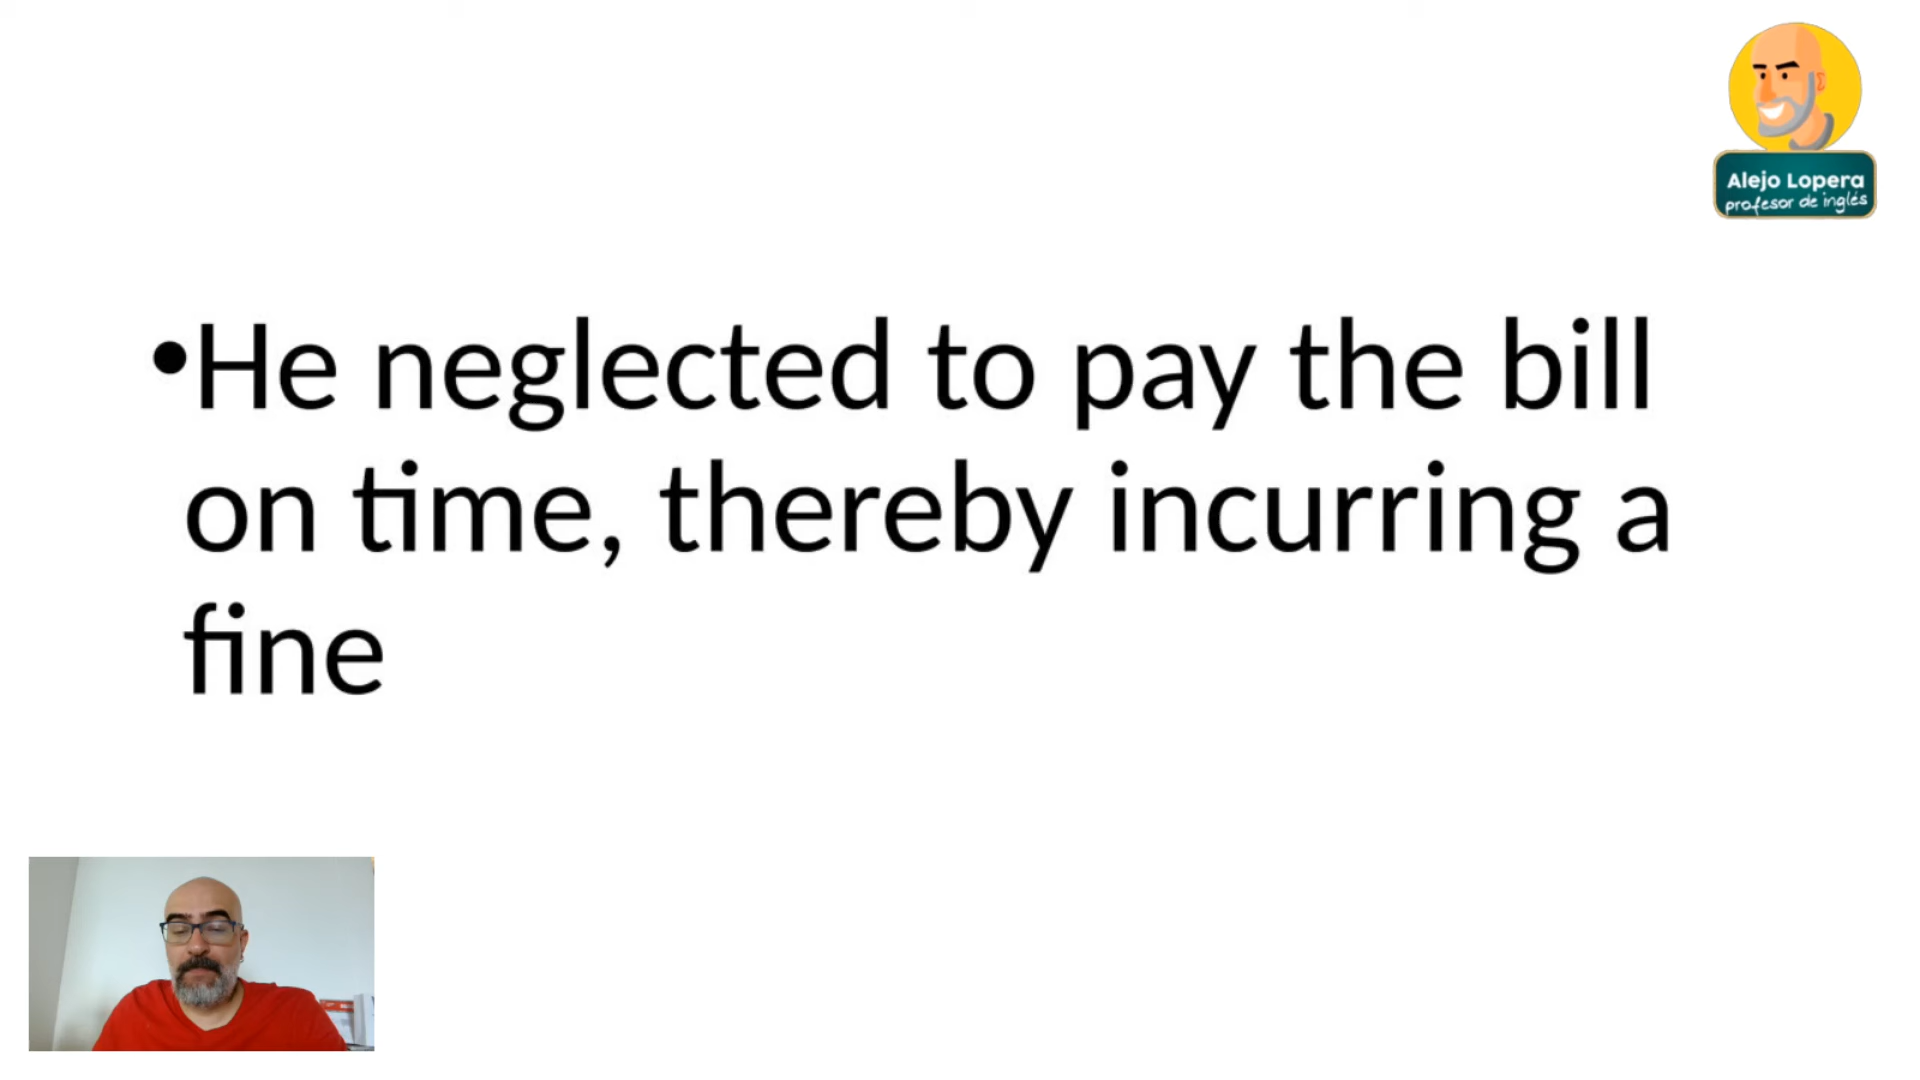 Alejo Lopera
profesor de inglés
•He neglected to pay the bill
on time, thereby incurring a
fine